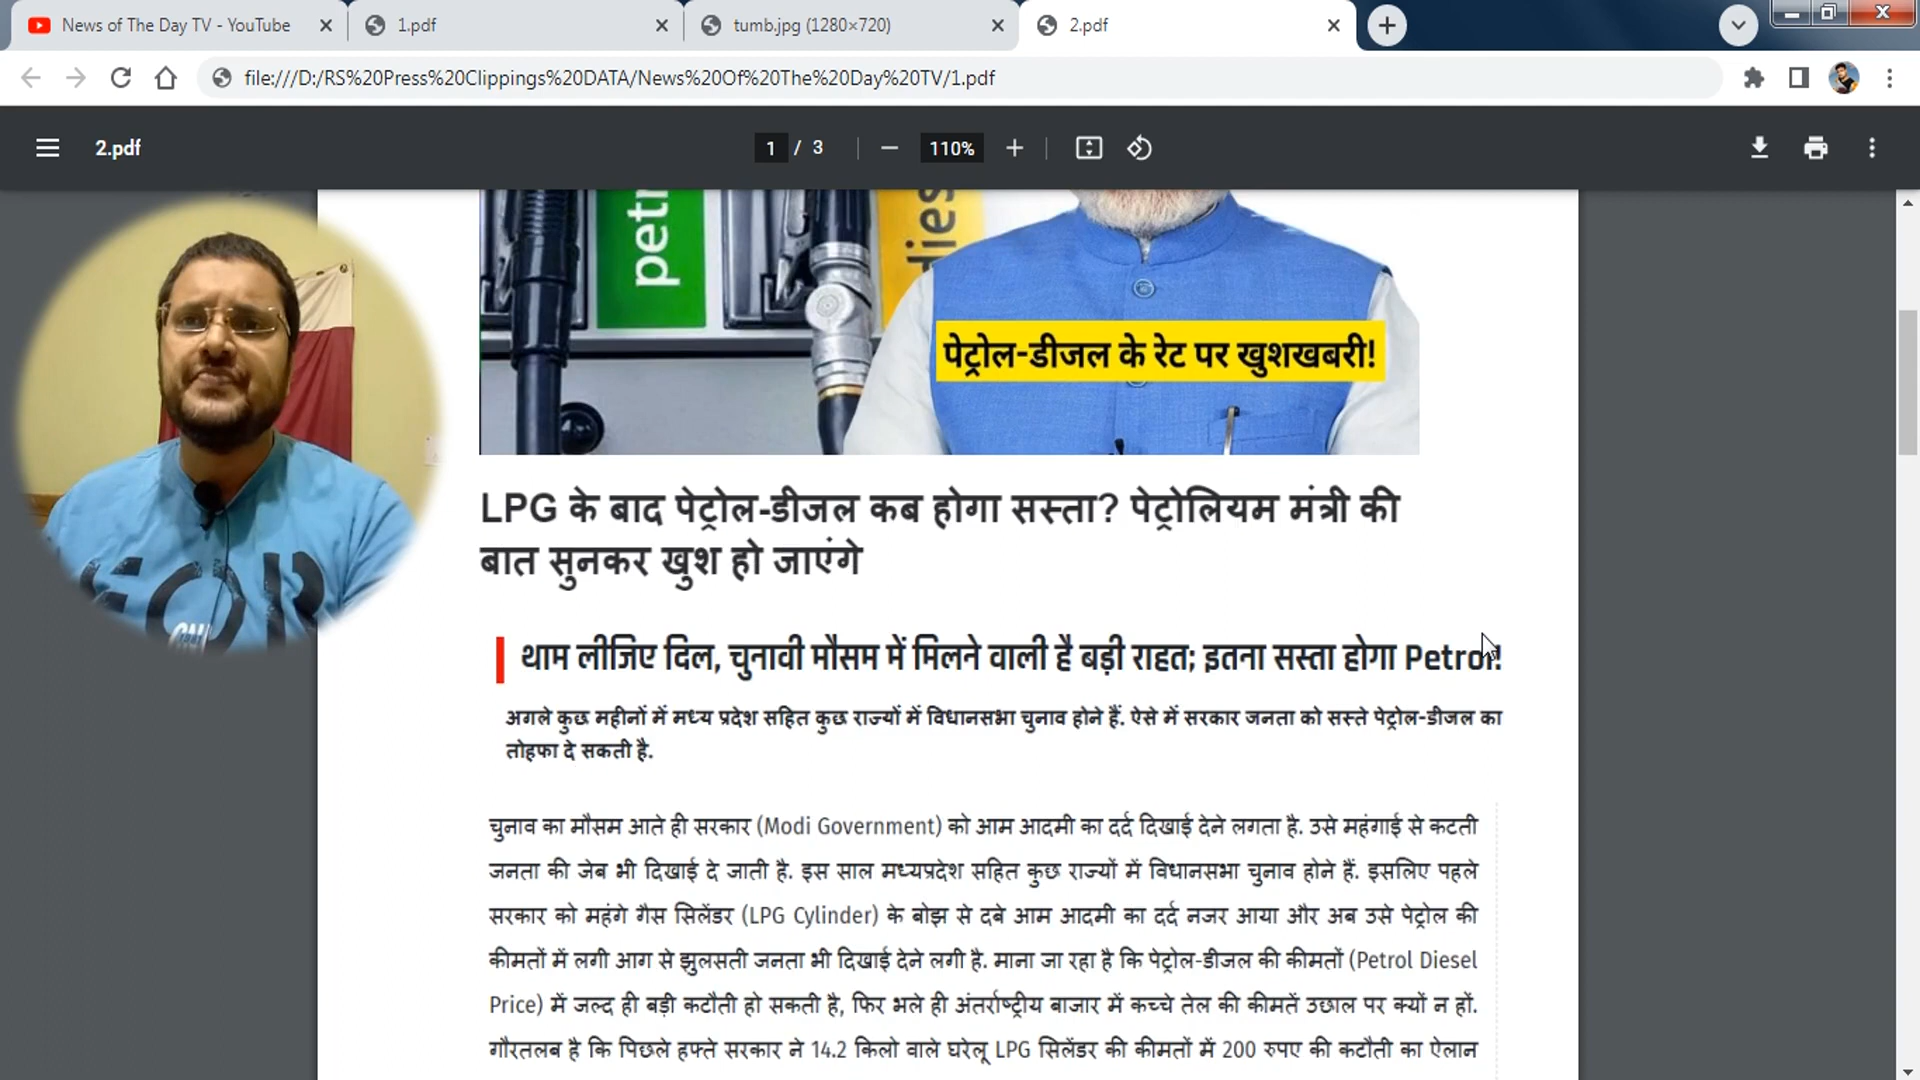 News of The Day TV - YouTube
1.pdf
tumb.jpg (1280×720)
2.pdf
file:///D:/RS%20Press%20Clippings%20DATA/News%20Of%20The%20Day%20TV/1.pdf
2.pdf
1 / 3
110%
petr
dies
पेट्रोल-डीजल के रेट पर खुशखबरी!
LPG के बाद पेट्रोल-डीजल कब होगा सस्ता? पेट्रोलियम मंत्री की
बात सुनकर खुश हो जाएंगे
थाम लीजिए दिल, चुनावी मौसम में मिलने वाली है बड़ी राहत; इतना सस्ता होगा Petrol!
अगले कुछ महीनों में मध्य प्रदेश सहित कुछ राज्यों में विधानसभा चुनाव होने हैं. ऐसे में सरकार जनता को सस्ते पेट्रोल-डीजल का
तोहफा दे सकती है.
चुनाव का मौसम आते ही सरकार (Modi Government) को आम आदमी का दर्द दिखाई देने लगता है. उसे महंगाई से कटती
जनता की जेब भी दिखाई दे जाती है. इस साल मध्यप्रदेश सहित कुछ राज्यों में विधानसभा चुनाव होने हैं. इसलिए पहले
सरकार को महंगे गैस सिलेंडर (LPG Cylinder) के बोझ से दबे आम आदमी का दर्द नजर आया और अब उसे पेट्रोल की
कीमतों में लगी आग से झुलसती जनता भी दिखाई देने लगी है. माना जा रहा है कि पेट्रोल-डीजल की कीमतों (Petrol Diesel
Price) में जल्द ही बड़ी कटौती हो सकती है, फिर भले ही अंतर्राष्ट्रीय बाजार में कच्चे तेल की कीमतें उछाल पर क्यों न हों.
गौरतलब है कि पिछले हफ्ते सरकार ने 14.2 किलो वाले घरेलू LPG सिलेंडर की कीमतों में 200 रुपए की कटौती का ऐलान